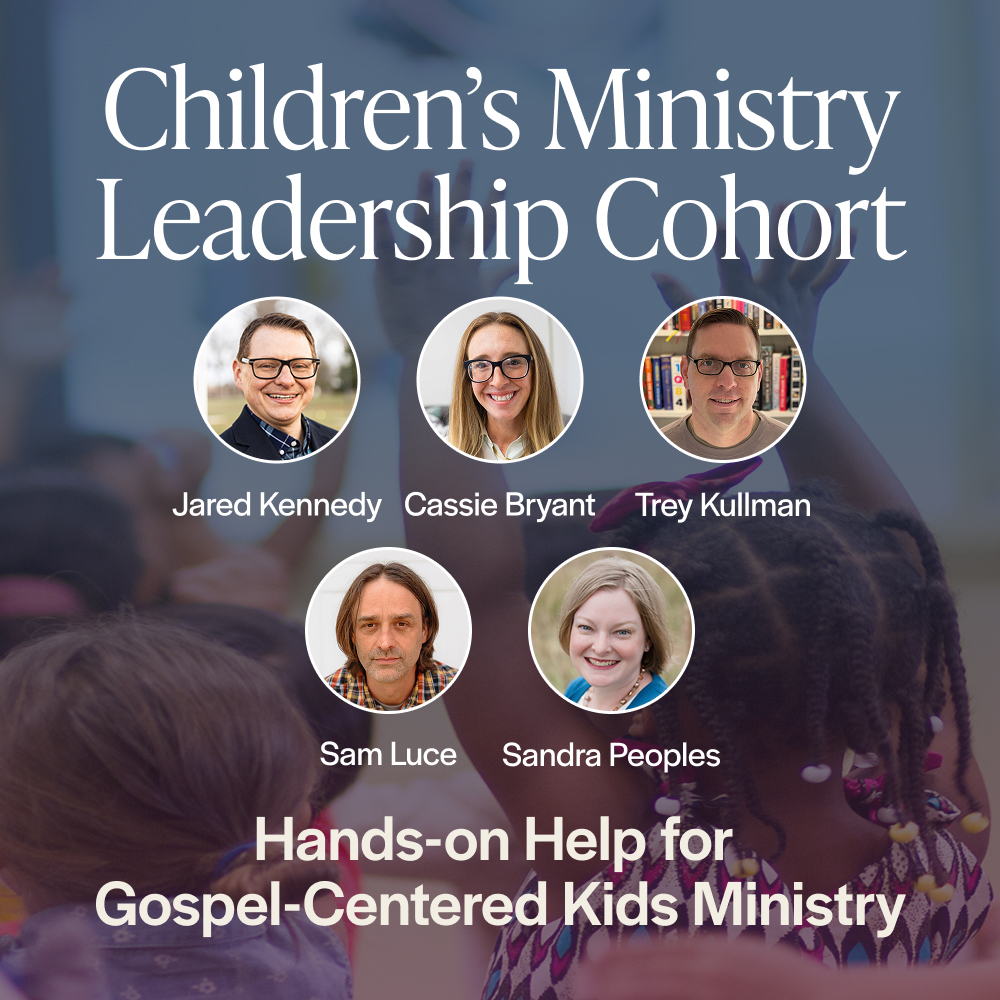 Children’s Ministry
Leadership Cohort
Jared Kennedy Cassie Bryant Trey Kullman
Sam Luce Sandra Peoples
Hands-on Help for
Gospel-Centered Kids Ministry